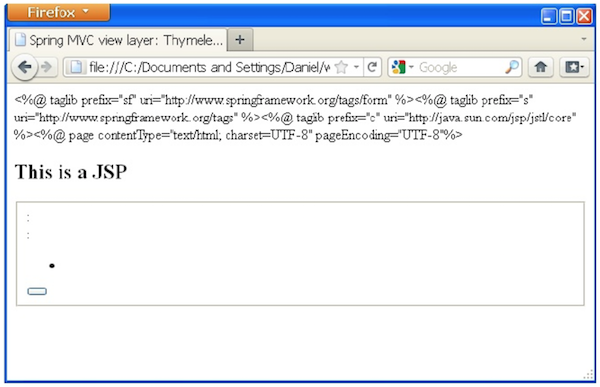 Firefox
Spring MVC view layer: Thymele...
file:///C:/Documents and Settings/Daniel/w
Google
<%@ taglib prefix="sf" uri="http://www.springframework.org/tags/form" %><%@ taglib prefix="s"
uri="http://www.springframework.org/tags" %><%@ taglib prefix="c" uri="http://java.sun.com/jsp/jstl/core"
%><%@ page contentType="text/html; charset=UTF-8" pageEncoding="UTF-8"%>
This is a JSP
:
: